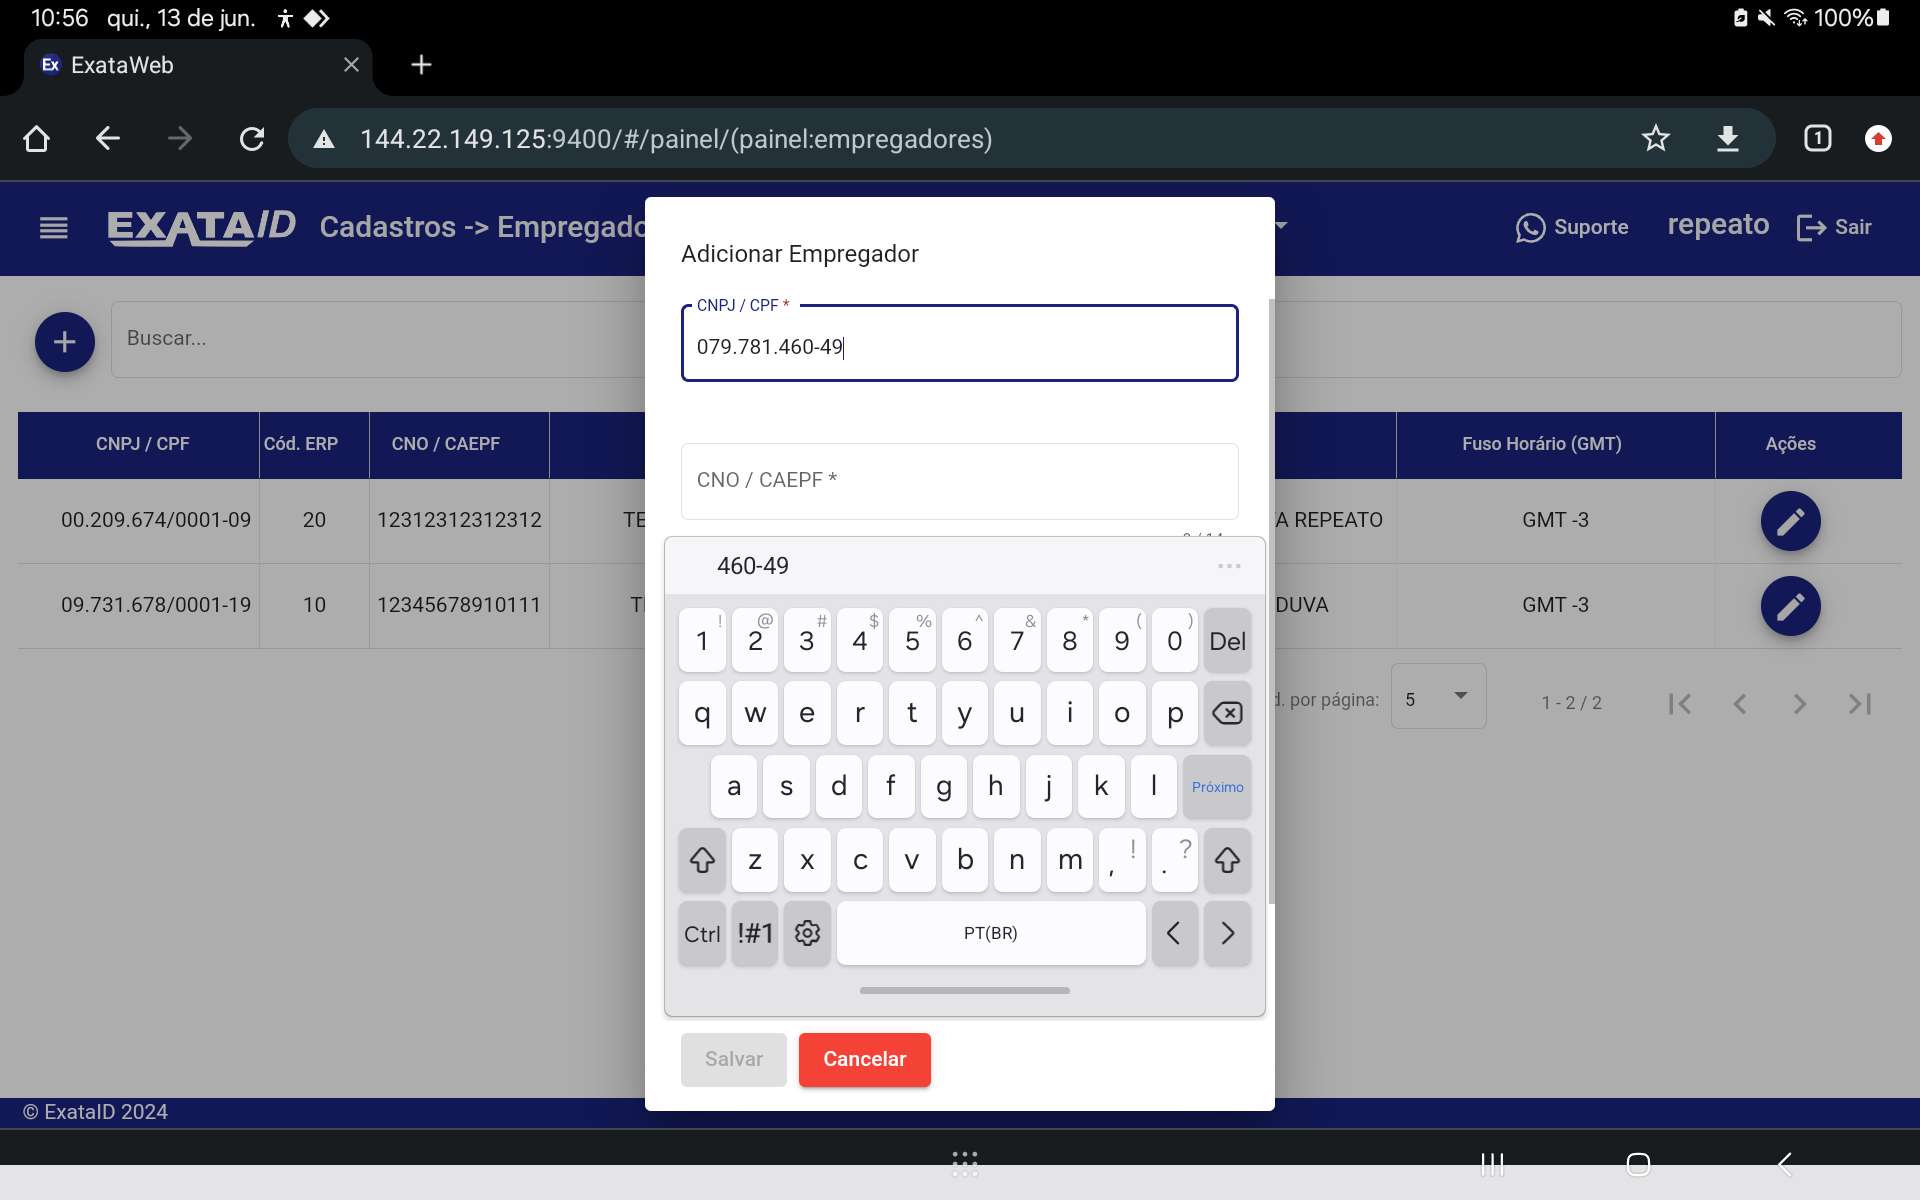 10:56 qui., 13 de jun. 100%
Ex ExataWeb
144.22.149.125:9400/#/painel/(painel:empregadores) 1
EXATAID Cadastros -> Empregado Suporte repeato Sair
Adicionar Empregador
CNPJ / CPF *
079.781.460-49
Buscar...
CNPJ / CPF Cód. ERP CNO / CAEPF Fuso Horário (GMT) Ações
CNO / CAEPF *
00.209.674/0001-09 20 12312312312312 TE A REPEATO GMT -3
09.731.678/0001-19 10 12345678910111 DUVA GMT -3
. por página: 5 1 - 2 / 2
460-49
! @ # $ % ^ & * ( )
1 2 3 4 5 6 7 8 9 0 Del
q w e r t y u i o p
a s d f g h j k l Próximo
z x c v b n m , ! . ?
Ctrl !#1 PT(BR) < >
Salvar Cancelar
© ExataID 2024